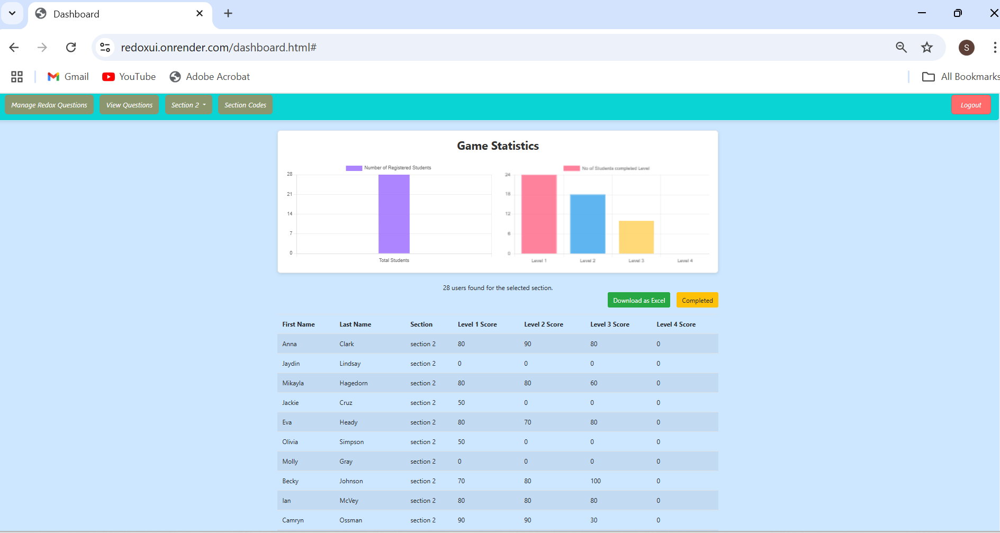 Dashboard
redoxui.onrender.com/dashboard.html#
Gmail YouTube Adobe Acrobat All Bookmarks
Manage Redox Questions View Questions Section 2 Section Codes Logout
Game Statistics
Number of Registered Students
28
21
14
7
0
Total Students
No of Students completed Level
24
18
12
6
0
Level 1 Level 2 Level 3 Level 4
28 users found for the selected section.
Download as Excel Completed
First Name Last Name Section Level 1 Score Level 2 Score Level 3 Score Level 4 Score
Anna Clark section 2 80 90 80 0
Jaydin Lindsay section 2 0 0 0 0
Mikayla Hagedorn section 2 80 80 60 0
Jackie Cruz section 2 50 0 0 0
Eva Heady section 2 80 70 80 0
Olivia Simpson section 2 50 0 0 0
Molly Gray section 2 0 0 0 0
Becky Johnson section 2 70 80 100 0
Ian McVey section 2 80 80 80 0
Camryn Ossman section 2 90 90 30 0
S